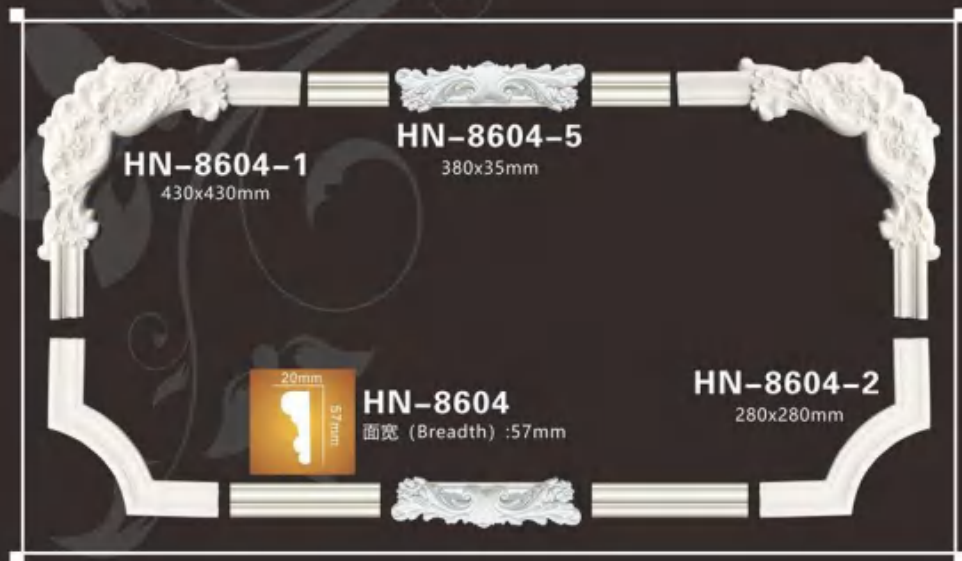 HN-8604-5
380x35mm
HN-8604-1
430x430mm
20mm
57mm
HN-8604
面宽 (Breadth) :57mm
HN-8604-2
280x280mm